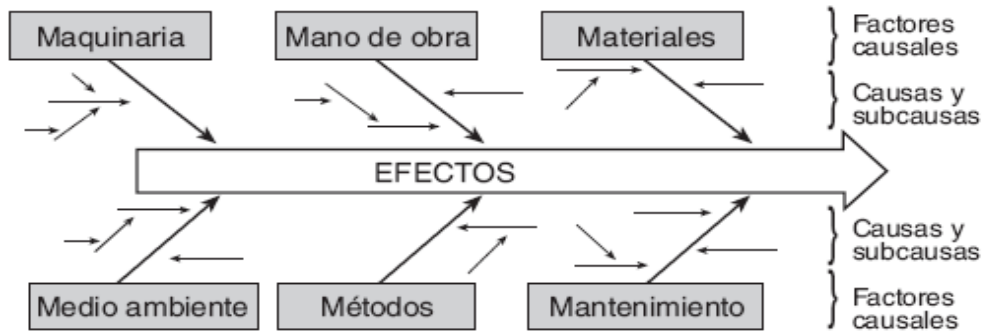 Maquinaria
Mano de obra
Materiales
Factores
causales
Causas y
subcausas
EFECTOS
Causas y
subcausas
Medio ambiente
Métodos
Mantenimiento
Factores
causales